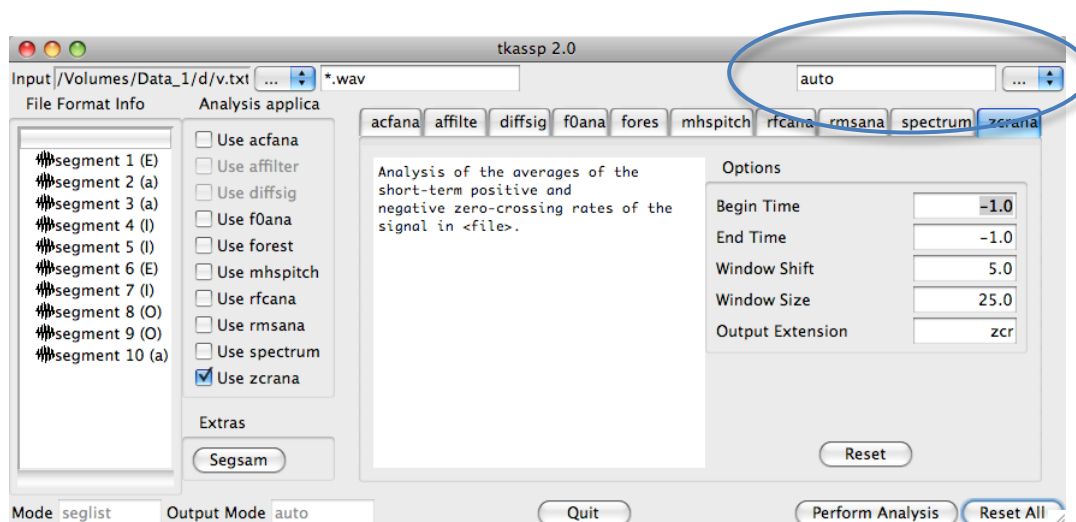 tkassp 2.0
Input /Volumes/Data_1/d/v.txt ... *.wav auto ...
File Format Info
Analysis applica
acfana affilte diffsig f0ana fores mhspitch rfcana rmsana spectrum zcrana
segment 1 (E)
segment 2 (a)
segment 3 (a)
segment 4 (I)
segment 5 (I)
segment 6 (E)
segment 7 (I)
segment 8 (O)
segment 9 (O)
segment 10 (a)
Use acfana
Use affilter
Use diffsig
Use f0ana
Use forest
Use mhspitch
Use rfcana
Use rmsana
Use spectrum
Use zcrana
Extras
Segsam
Analysis of the averages of the
short-term positive and
negative zero-crossing rates of the
signal in <file>.
Options
Begin Time -1.0
End Time -1.0
Window Shift 5.0
Window Size 25.0
Output Extension zcr
Reset
Mode seglist Output Mode auto Quit Perform Analysis Reset All